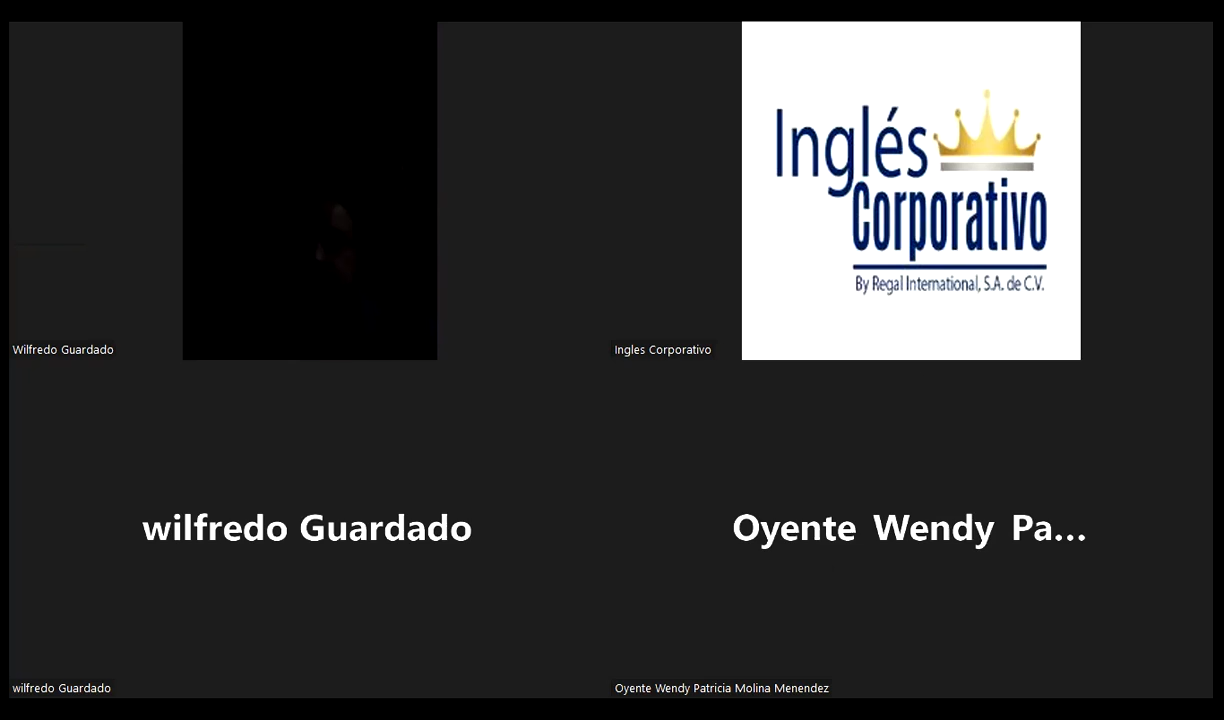 Inglés
Corporativo
By Regal International, S.A. de C.V.
Wilfredo Guardado
Ingles Corporativo
wilfredo Guardado
Oyente Wendy Pa...
wilfredo Guardado
Oyente Wendy Patricia Molina Menendez